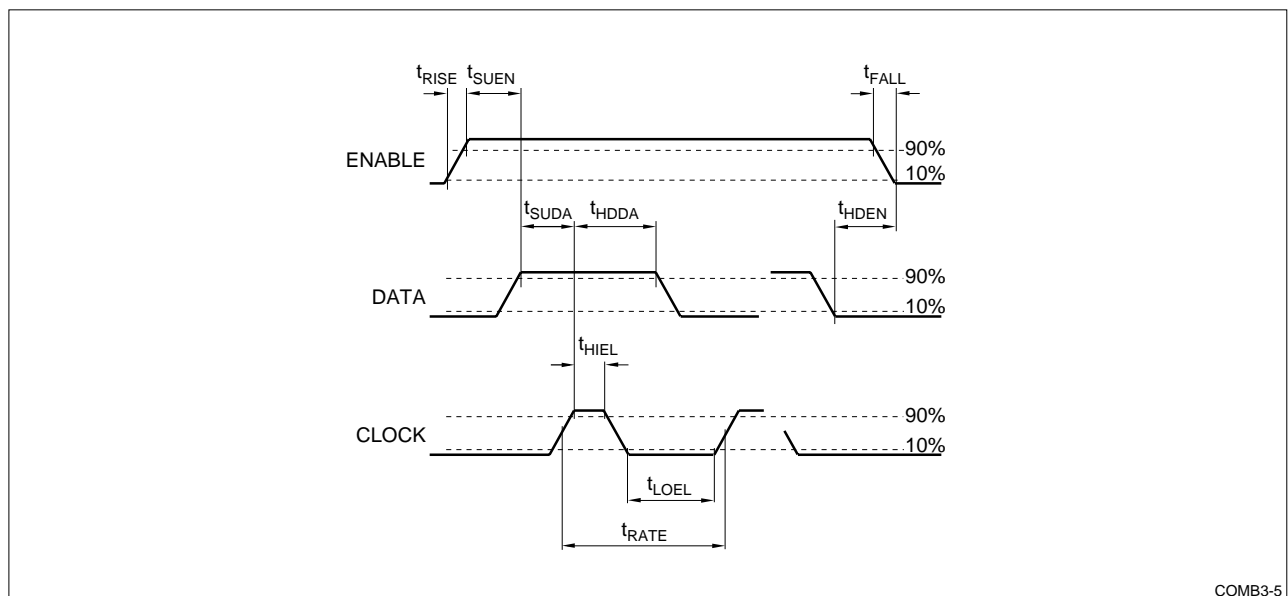 tRISE tSUEN tFALL
ENABLE
90%
10%
tSUDA tHDDA tHDEN
DATA
90%
10%
tHIEL
CLOCK
90%
10%
tLOEL
tRATE
COMB3-5